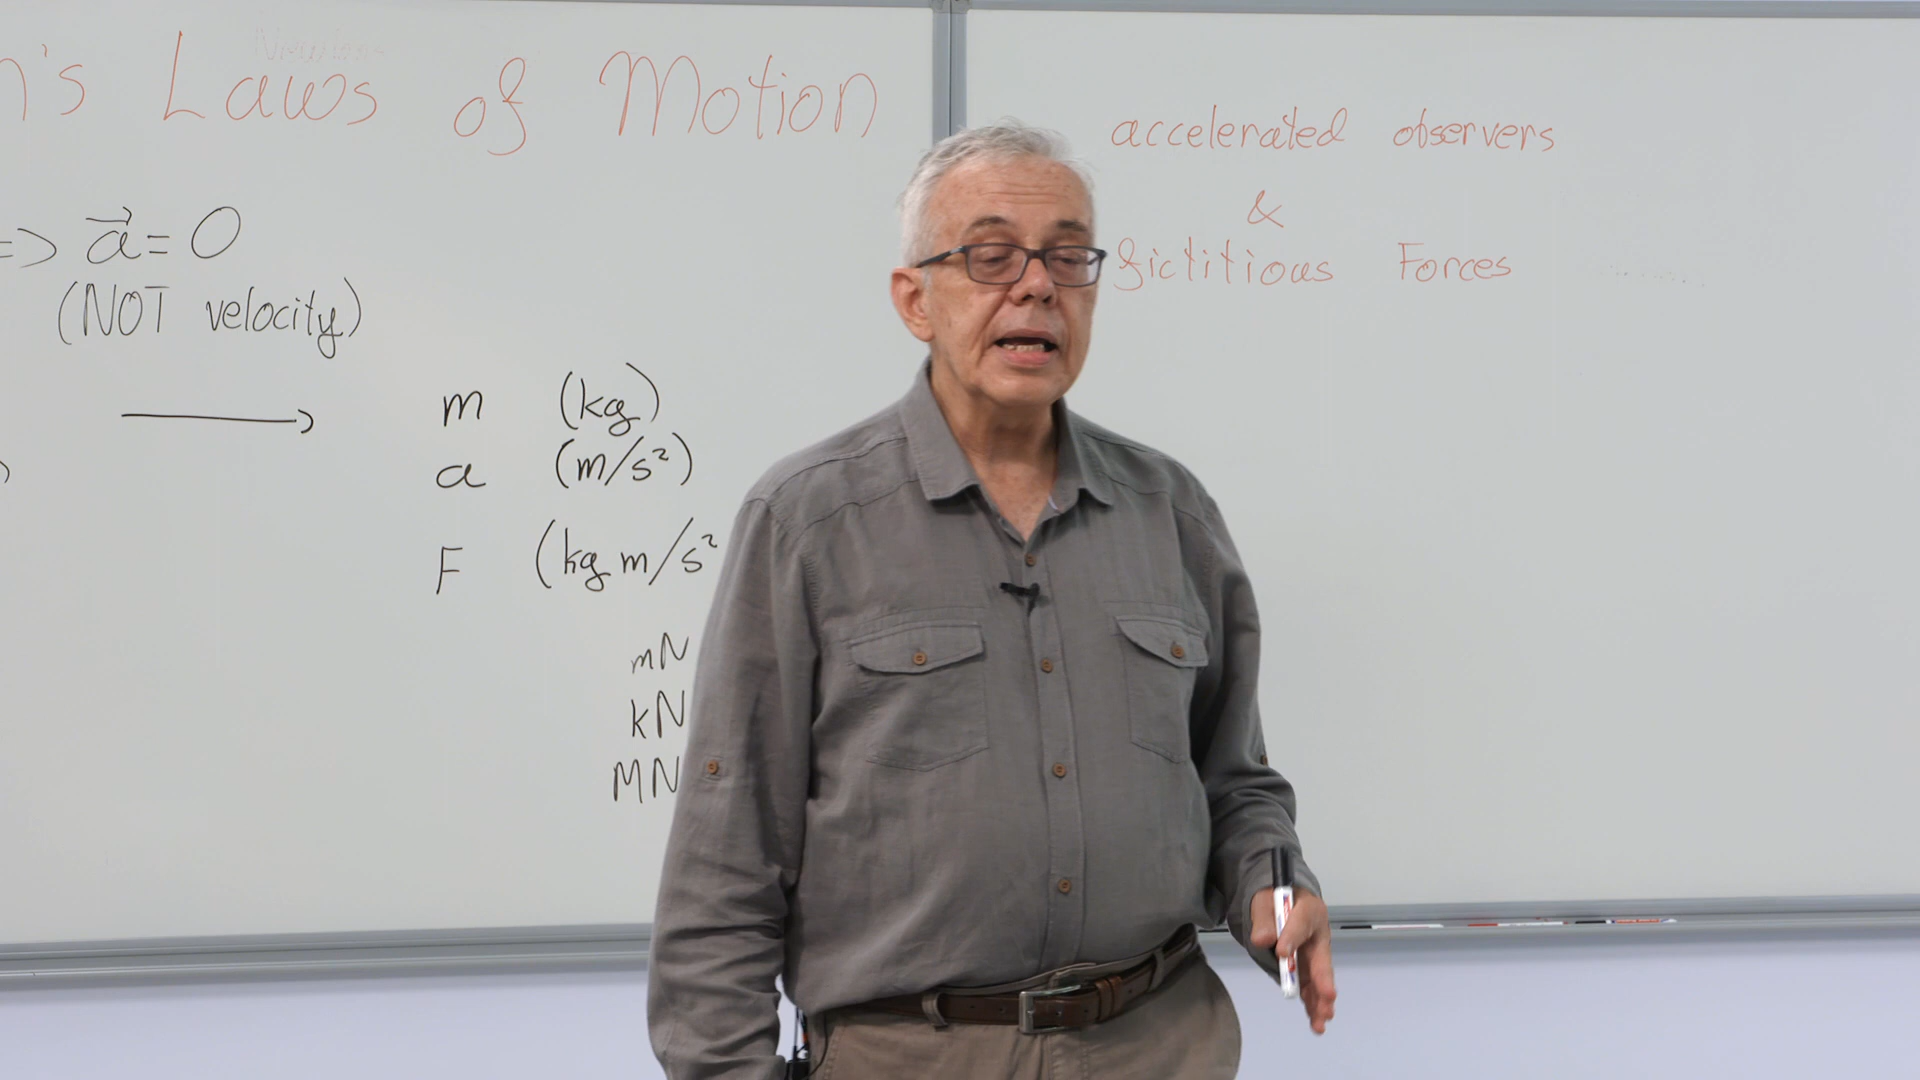 n's Laws of Motion
=> a⃗ = 0
(NOT velocity)
m (kg)
a (m/s²)
F (kg m/s²
mN
kN
MN
accelerated observers
&
fictitious Forces